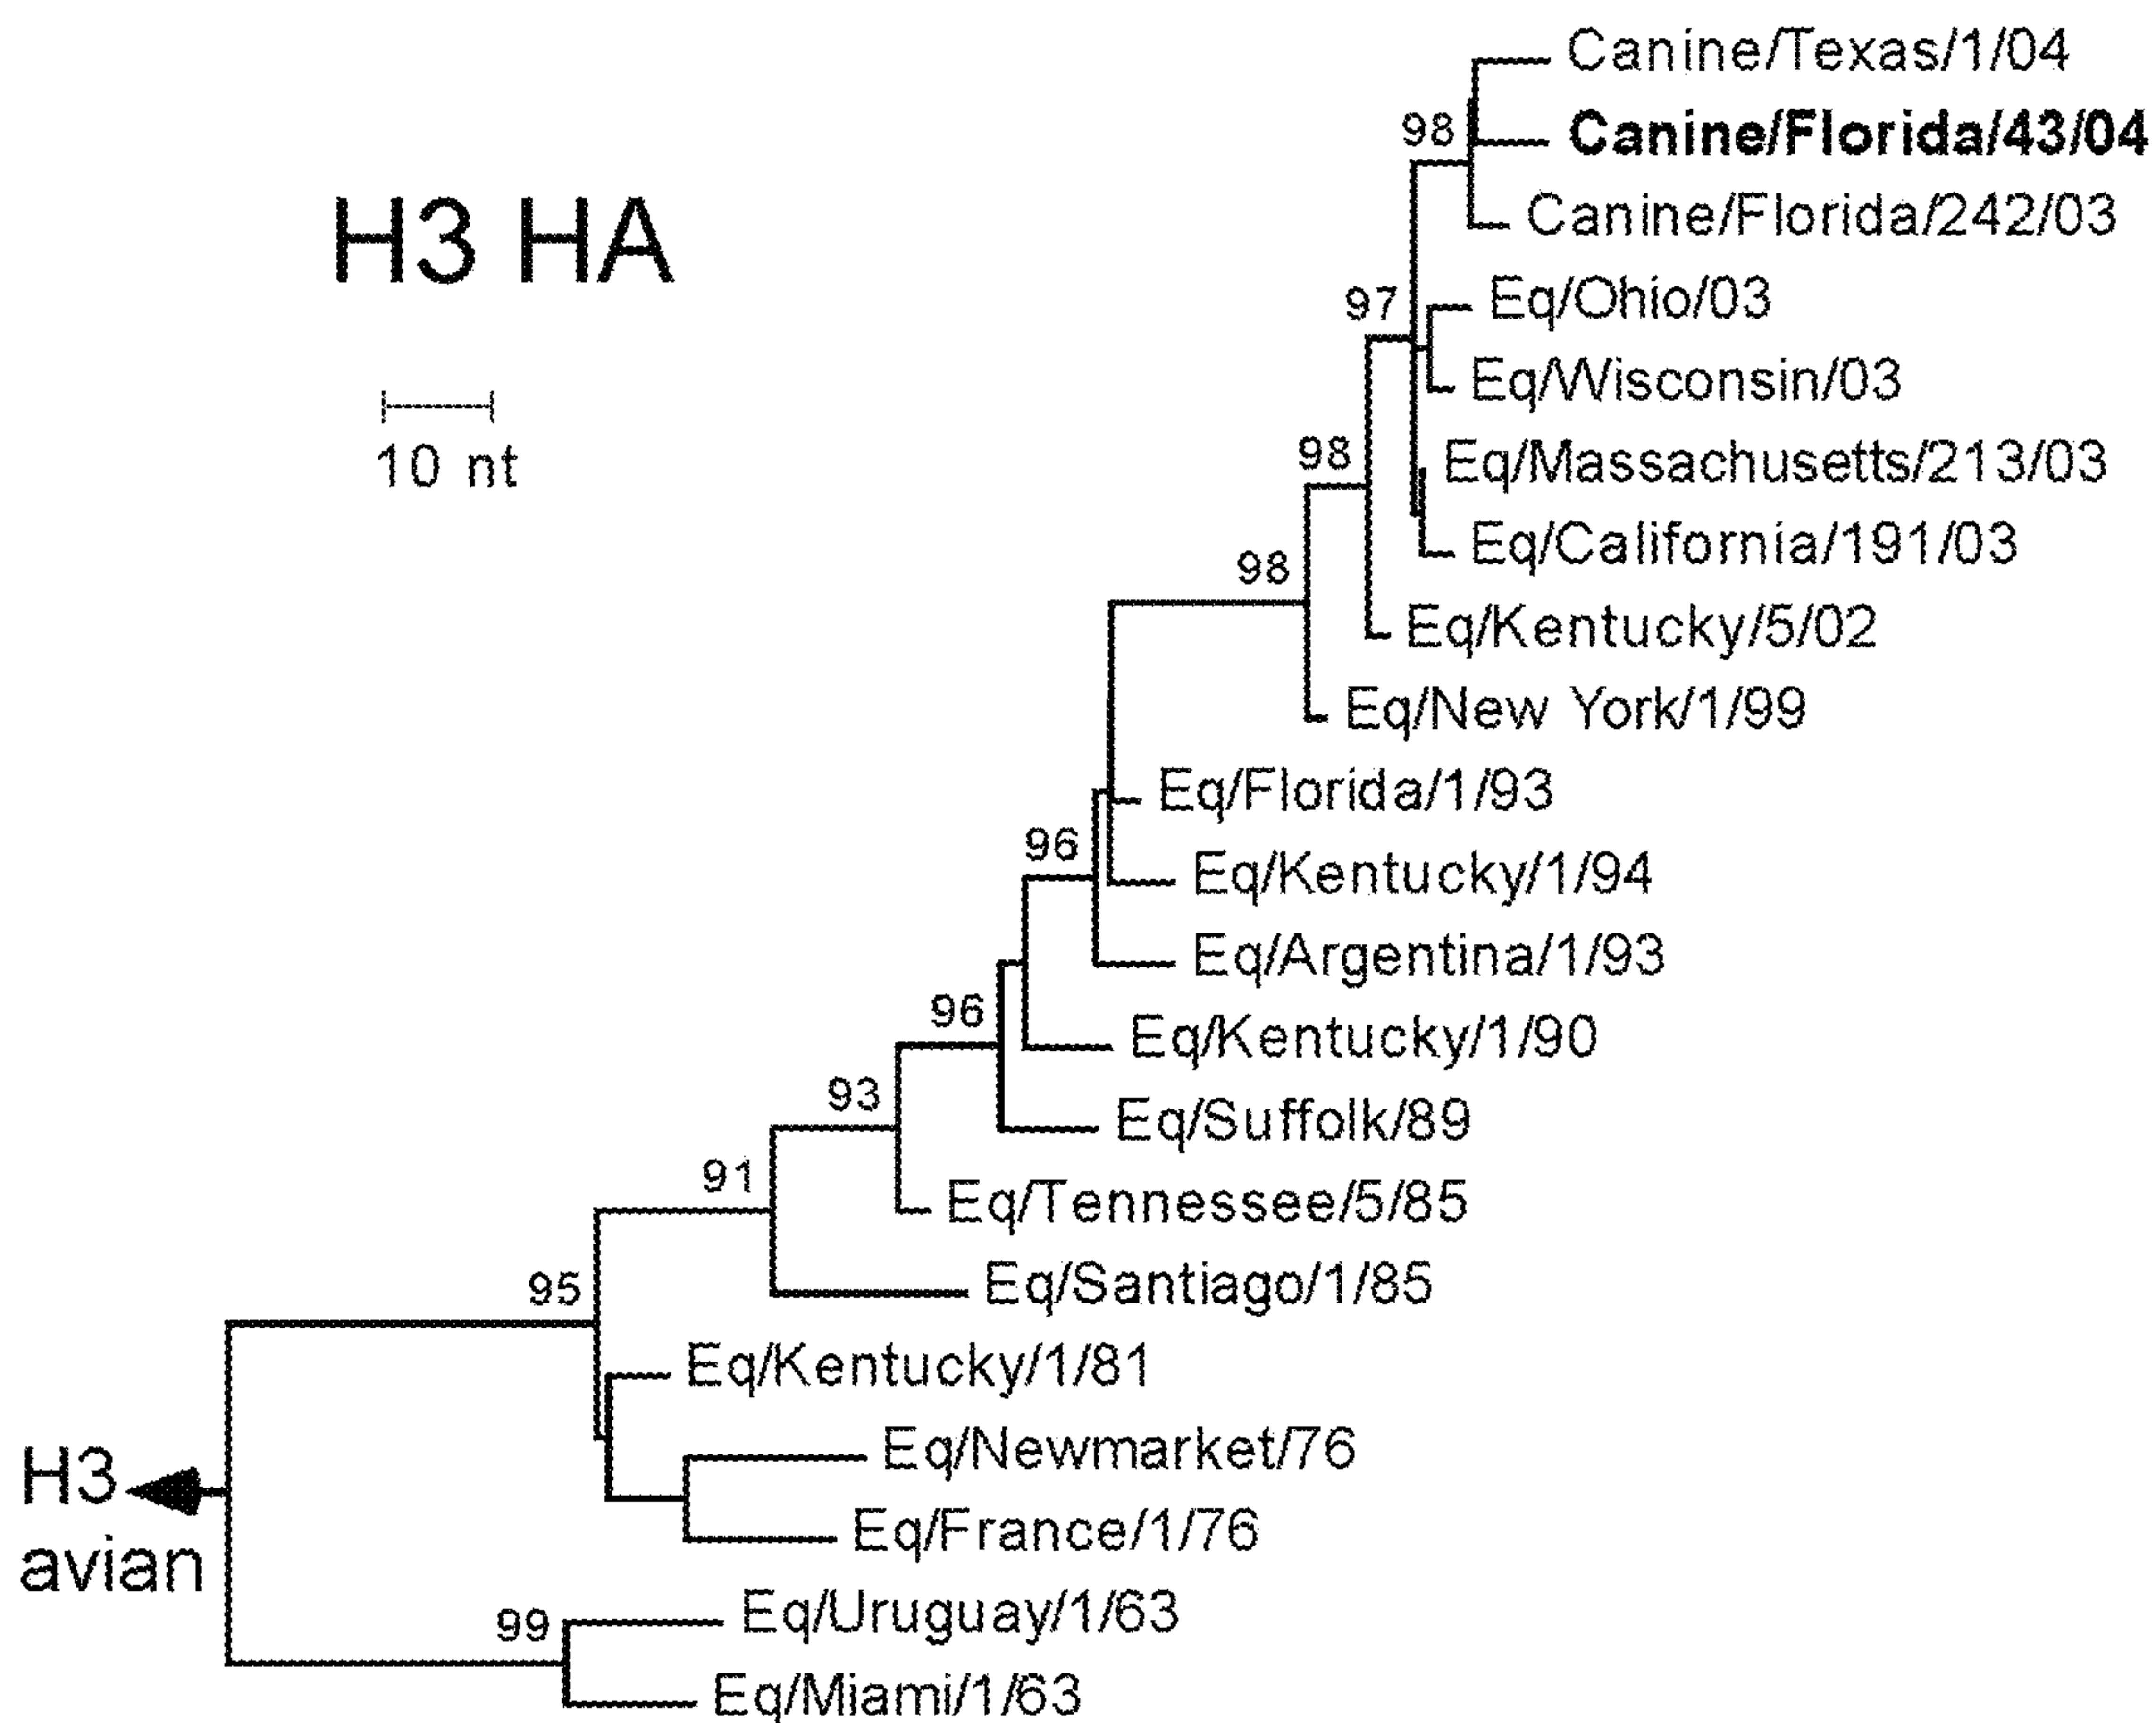 Canine/Texas/1/04
98
Canine/Florida/43/04
Canine/Florida/242/03
H3 HA
97
Eq/Ohio/03
Eq/Wisconsin/03
10 nt
98
Eq/Massachusetts/213/03
Eq/California/191/03
98
Eq/Kentucky/5/02
Eq/New York/1/99
Eq/Florida/1/93
96
Eq/Kentucky/1/94
Eq/Argentina/1/93
96
Eq/Kentucky/1/90
93
Eq/Suffolk/89
91
Eq/Tennessee/5/85
95
Eq/Santiago/1/85
Eq/Kentucky/1/81
Eq/Newmarket/76
H3
avian
Eq/France/1/76
99
Eq/Uruguay/1/63
Eq/Miami/1/63